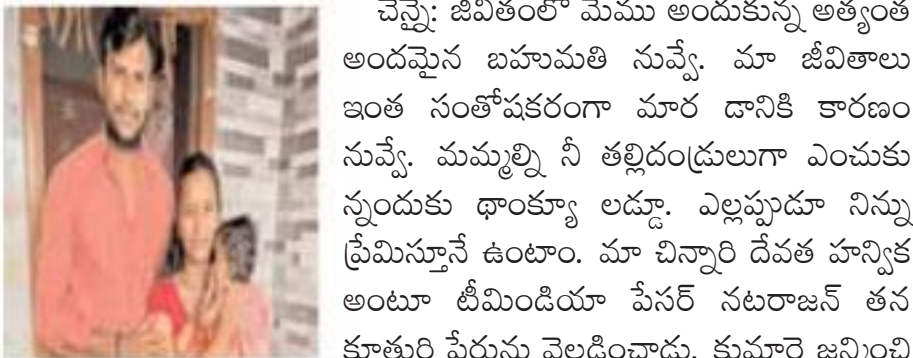 చెన్నై: జీవితంలో మేము అందుకున్న అత్యంత
అందమైన బహుమతి నువ్వే. మా జీవితాలు
ఇంత సంతోషకరంగా మార డానికి కారణం
నువ్వే. మమ్మల్ని నీ తల్లిదండ్రులుగా ఎంచుకు
న్నందుకు థాంక్యూ లడ్డూ. ఎల్లప్పుడూ నిన్ను
ప్రేమిస్తూనే ఉంటాం. మా చిన్నారి దేవత హన్విక
అంటూ టీమిండియా పేసర్ నటరాజన్ తన
కూతురి పేరును వెల్లడించాడు. కుమార్తె జన్మించి